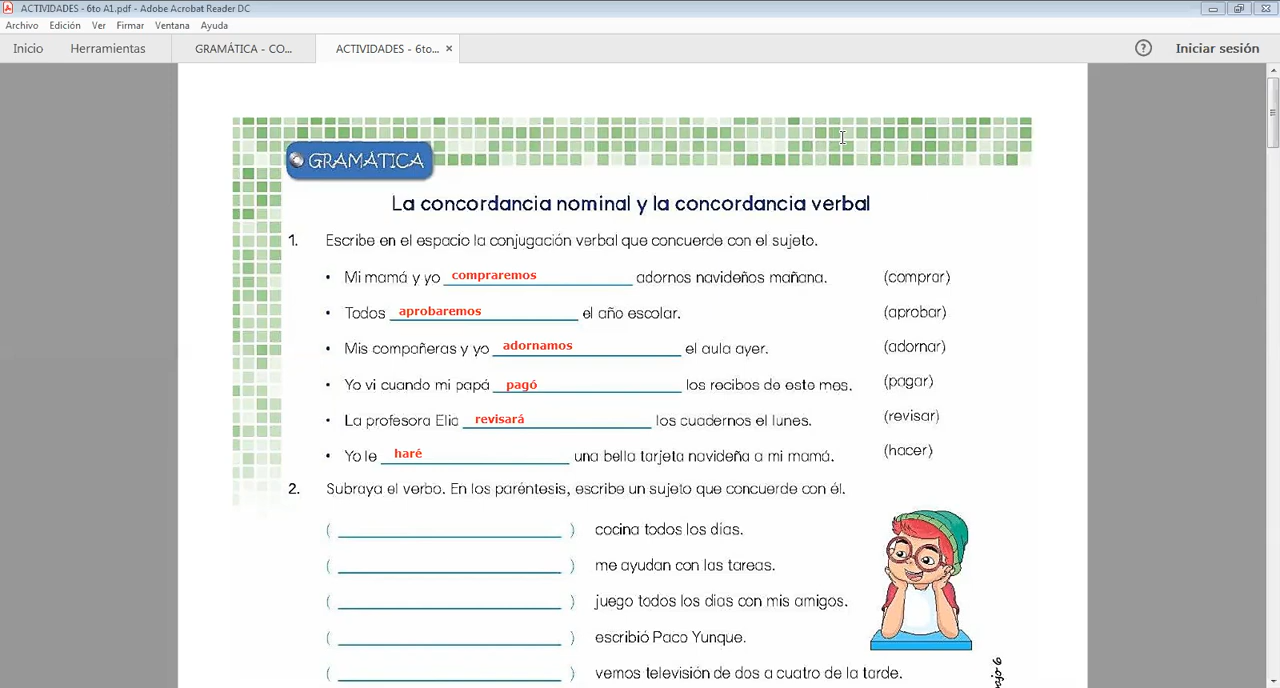 ACTIVIDADES - 6to A1.pdf - Adobe Acrobat Reader DC
Archivo Edición Ver Firmar Ventana Ayuda
Inicio Herramientas GRAMÁTICA - CO... ACTIVIDADES - 6to... × ? Iniciar sesión
GRAMÁTICA
La concordancia nominal y la concordancia verbal
1. Escribe en el espacio la conjugación verbal que concuerde con el sujeto.
• Mi mamá y yo compraremos adornos navideños mañana. (comprar)
• Todos aprobaremos el año escolar. (aprobar)
• Mis compañeras y yo adornamos el aula ayer. (adornar)
• Yo vi cuando mi papá pagó los recibos de este mes. (pagar)
• La profesora Elia revisará los cuadernos el lunes. (revisar)
• Yo le haré una bella tarjeta navideña a mi mamá. (hacer)
2. Subraya el verbo. En los paréntesis, escribe un sujeto que concuerde con él.
( ) cocina todos los días.
( ) me ayudan con las tareas.
( ) juego todos los días con mis amigos.
( ) escribió Paco Yunque.
( ) vemos televisión de dos a cuatro de la tarde.